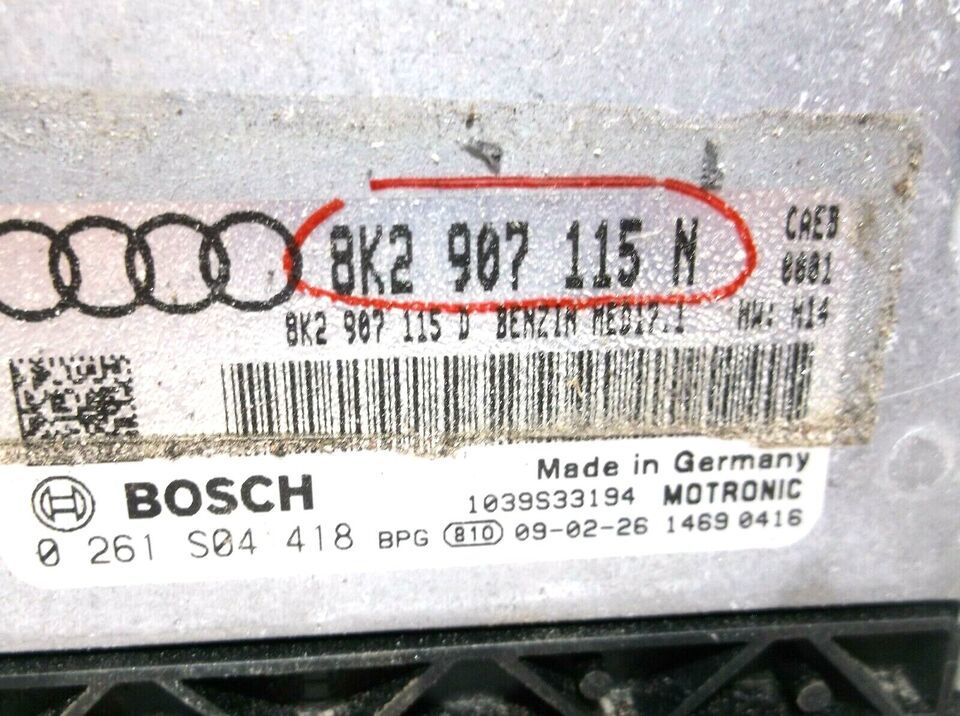 8K2 907 115 N
CAEB
0001
8K2 907 115 D BENZIN MED17.1 HW: H14
BOSCH
Made in Germany
1039S33194 MOTRONIC
0 261 S04 418 BPG 810 09-02-26 1469 0416